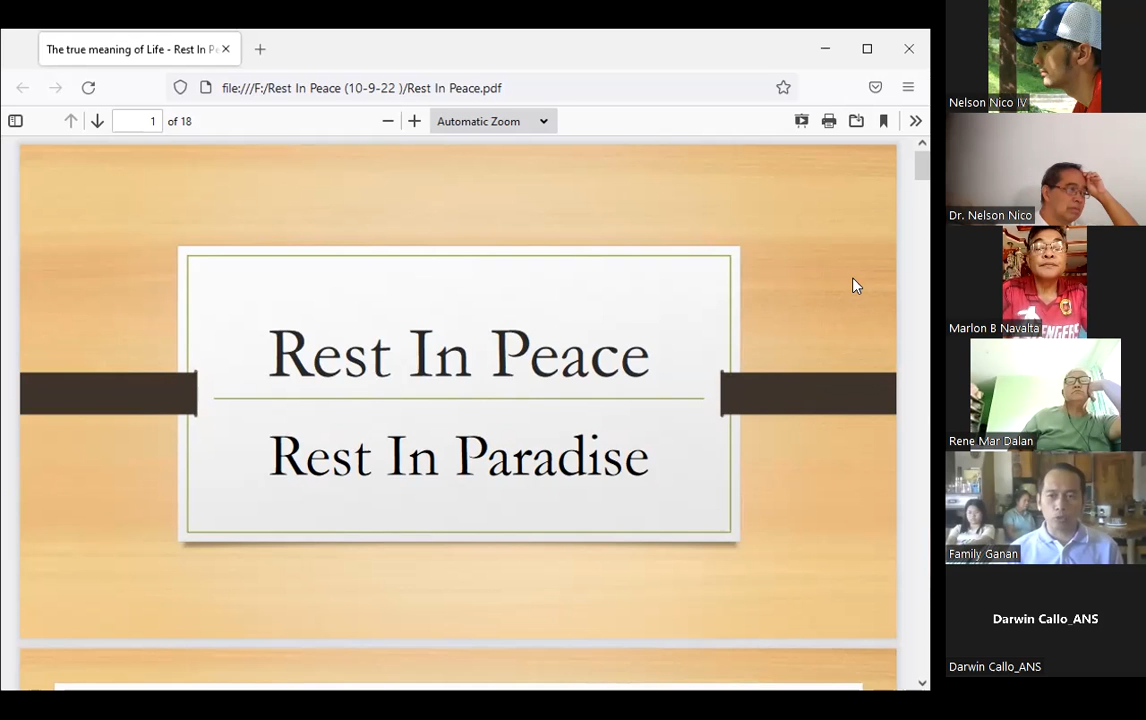 The true meaning of Life - Rest In P
file:///F:/Rest In Peace (10-9-22 )/Rest In Peace.pdf
1 of 18
Automatic Zoom
Rest In Peace
Rest In Paradise
Nelson Nico IV
Dr. Nelson Nico
Marlon B Navalta
Rene Mar Dalan
Family Ganan
Darwin Callo_ANS
Darwin Callo_ANS